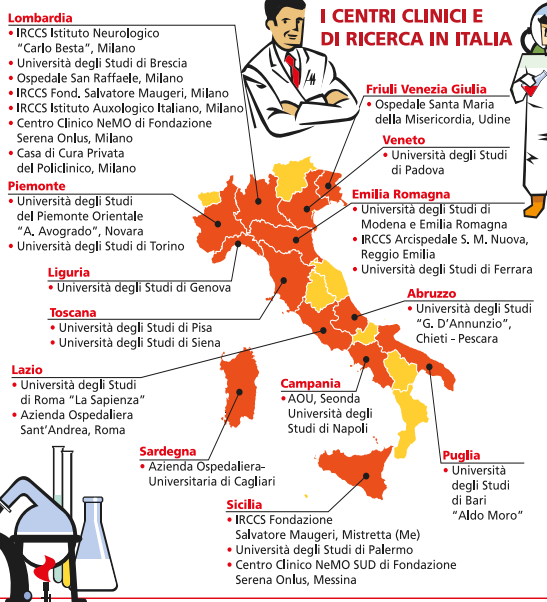 I CENTRI CLINICI E
DI RICERCA IN ITALIA
Lombardia
• IRCCS Istituto Neurologico
"Carlo Besta", Milano
• Università degli Studi di Brescia
• Ospedale San Raffaele, Milano
• IRCCS Fond. Salvatore Maugeri, Milano
• IRCCS Istituto Auxologico Italiano, Milano
• Centro Clinico NeMO di Fondazione
Serena Onlus, Milano
• Casa di Cura Privata
del Policlinico, Milano
Piemonte
• Università degli Studi
del Piemonte Orientale
"A. Avogrado", Novara
• Università degli Studi di Torino
Liguria
• Università degli Studi di Genova
Toscana
• Università degli Studi di Pisa
• Università degli Studi di Siena
Lazio
• Università degli Studi
di Roma "La Sapienza"
• Azienda Ospedaliera
Sant'Andrea, Roma
Sardegna
• Azienda Ospedaliera-
Universitaria di Cagliari
Friuli Venezia Giulia
• Ospedale Santa Maria
della Misericordia, Udine
Veneto
• Università degli Studi
di Padova
Emilia Romagna
• Università degli Studi di
Modena e Emilia Romagna
• IRCCS Arcispedale S. M. Nuova,
Reggio Emilia
• Università degli Studi di Ferrara
Abruzzo
• Università degli Studi
"G. D'Annunzio",
Chieti - Pescara
Campania
• AOU, Seonda
Università degli
Studi di Napoli
Puglia
• Università
degli Studi
di Bari
"Aldo Moro"
Sicilia
• IRCCS Fondazione
Salvatore Maugeri, Mistretta (Me)
• Università degli Studi di Palermo
• Centro Clinico NeMO SUD di Fondazione
Serena Onlus, Messina